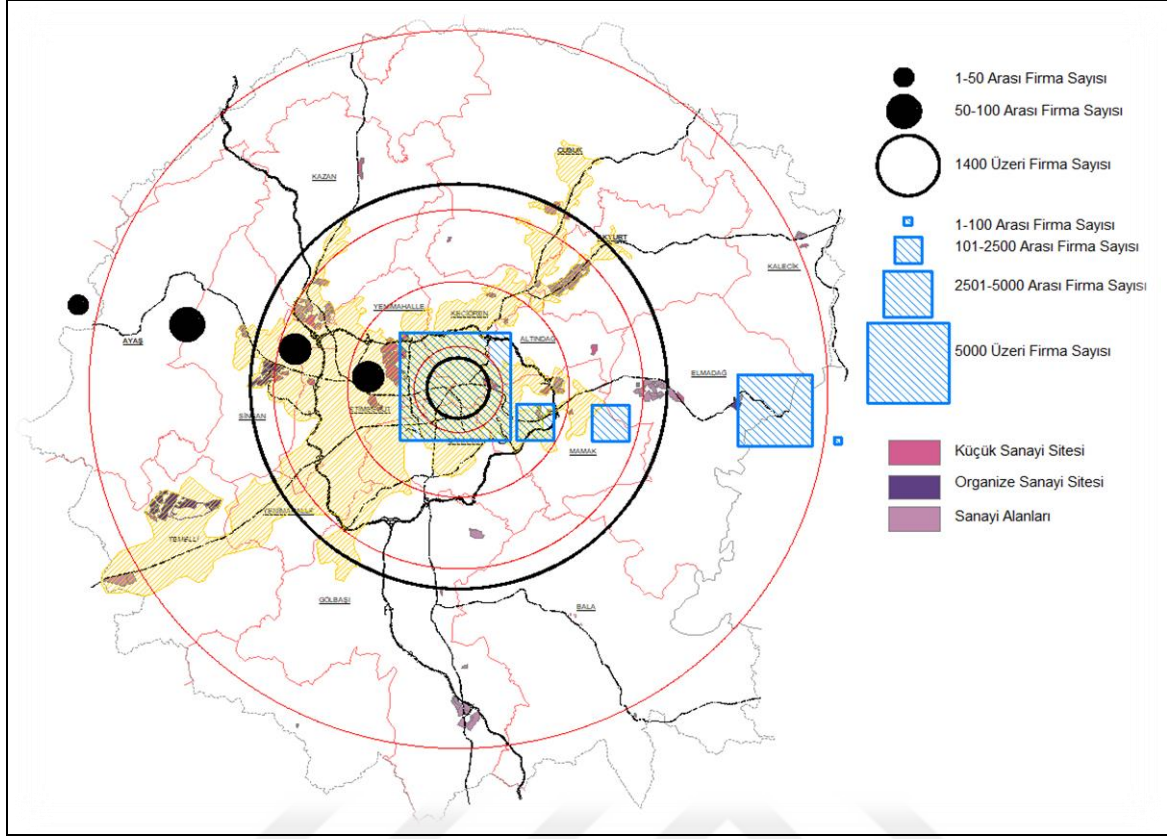 1-50 Arası Firma Sayısı
50-100 Arası Firma Sayısı
1400 Üzeri Firma Sayısı
1-100 Arası Firma Sayısı
101-2500 Arası Firma Sayısı
2501-5000 Arası Firma Sayısı
5000 Üzeri Firma Sayısı
Küçük Sanayi Sitesi
Organize Sanayi Sitesi
Sanayi Alanları
ÇUBUK
KAZAN
AKYURT
KALECİK
YENİMAHALLE
KEÇİÖREN
AYAŞ
ALTINDAĞ
ELMADAĞ
SİNCAN
ETİMESGUT
MAMAK
YENİMAHALLE
TEMELLİ
GÖLBAŞI
BALA